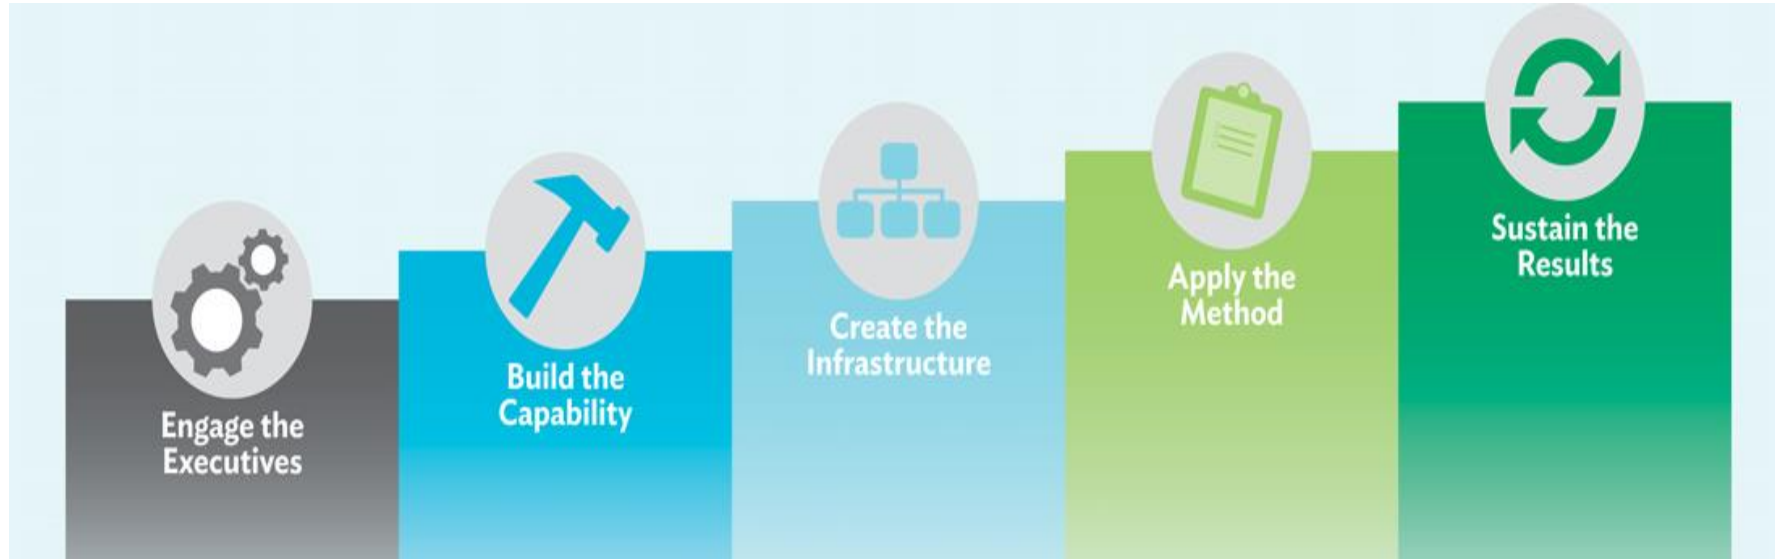 Engage the
Executives
Build the
Capability
Create the
Infrastructure
Apply the
Method
Sustain the
Results